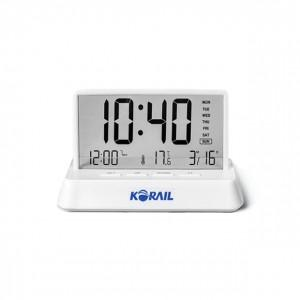 10:40
MON
TUE
WED
THU
FRI
SAT
SUN
12:00 17.5 3/16
KORAIL